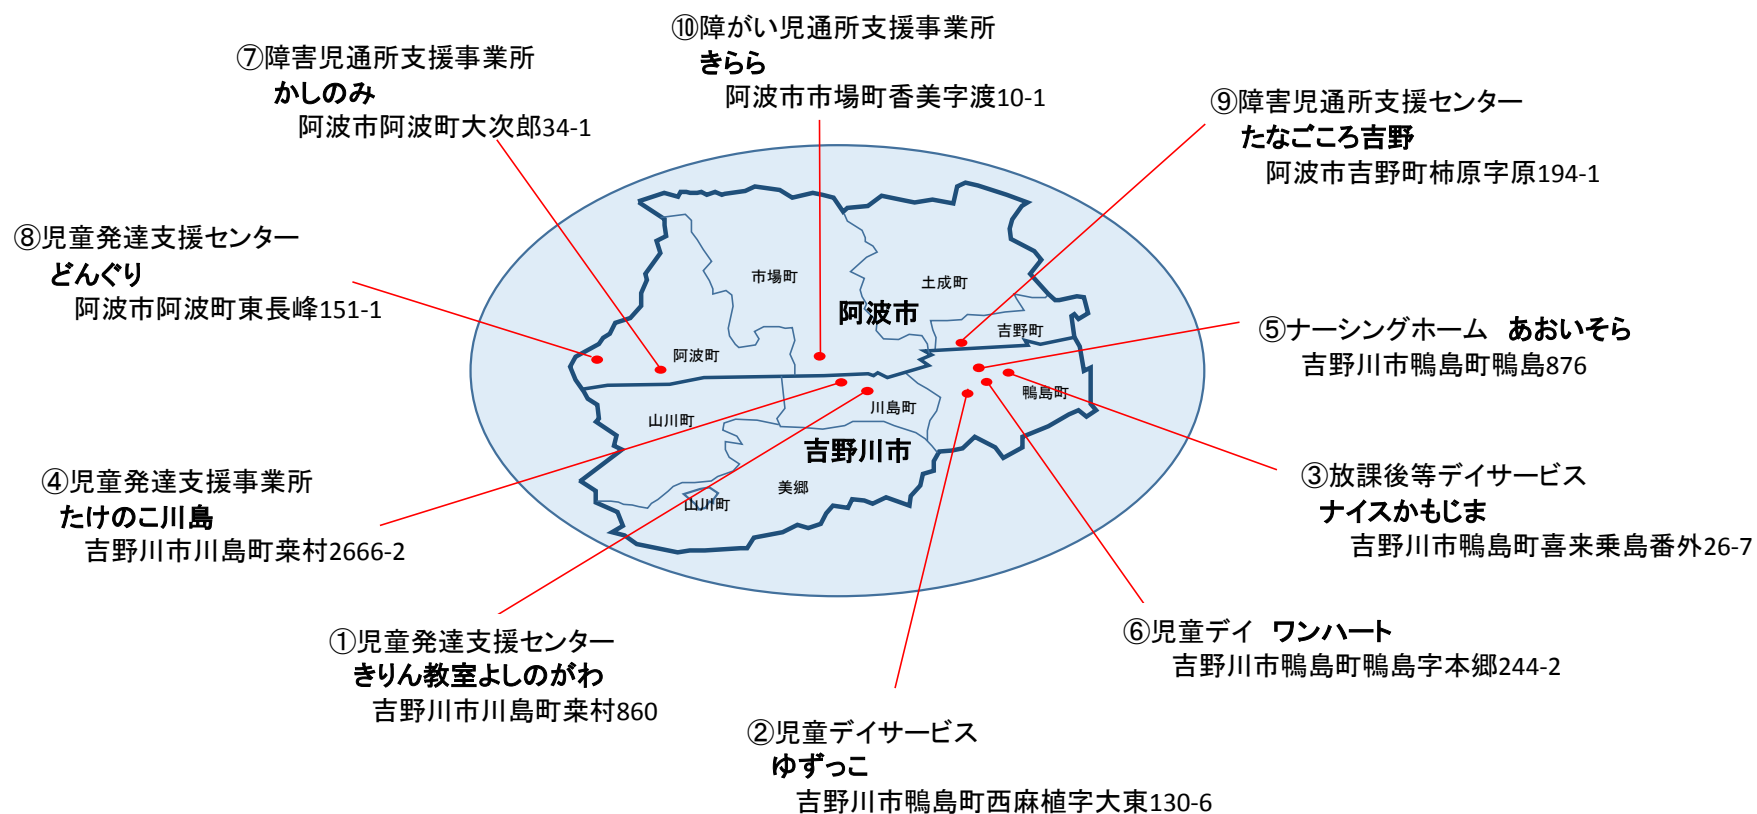 ⑩障がい児通所支援事業所
きらら
阿波市市場町香美字渡10-1
⑦障害児通所支援事業所
かしのみ
阿波市阿波町大次郎34-1
⑨障害児通所支援センター
たなごころ吉野
阿波市吉野町柿原字原194-1
⑧児童発達支援センター
どんぐり
阿波市阿波町東長峰151-1
市場町
土成町
阿波市
吉野町
阿波町
⑤ナーシングホーム　あおいそら
吉野川市鴨島町鴨島876
鴨島町
川島町
山川町
吉野川市
美郷
山川町
④児童発達支援事業所
たけのこ川島
吉野川市川島町桒村2666-2
③放課後等デイサービス
ナイスかもじま
吉野川市鴨島町喜来乗島番外26-7
①児童発達支援センター
きりん教室よしのがわ
吉野川市川島町桒村860
⑥児童デイ　ワンハート
吉野川市鴨島町鴨島字本郷244-2
②児童デイサービス
ゆずっこ
吉野川市鴨島町西麻植字大東130-6